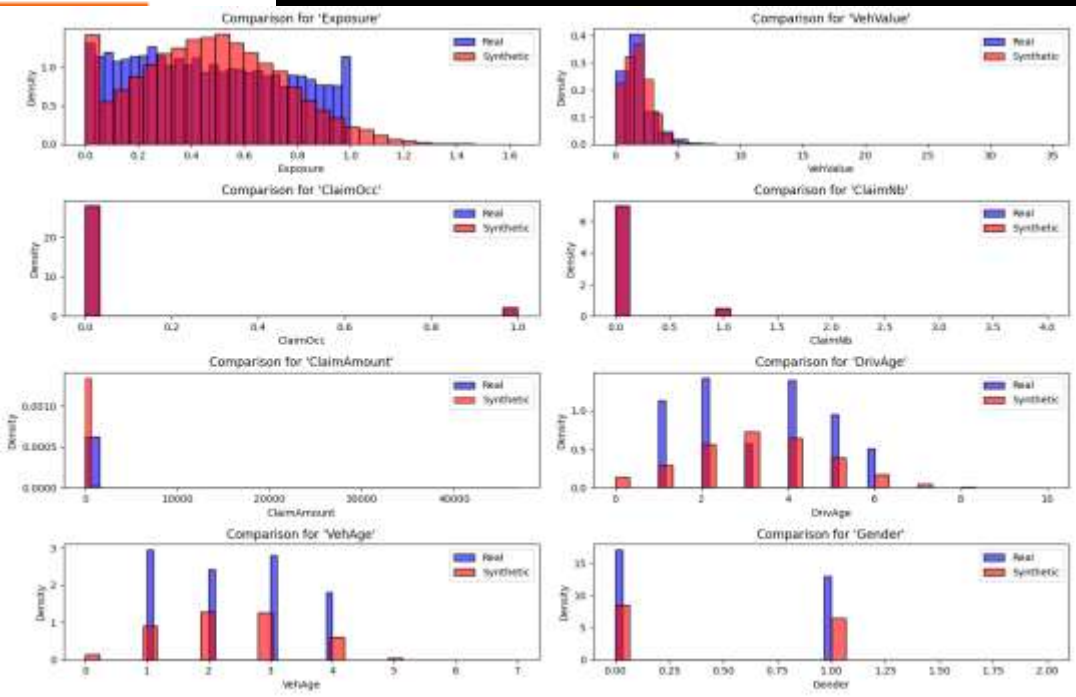 Comparison for 'Exposure'
Density
1.0
0.5
0.0
0.0 0.2 0.4 0.6 0.8 1.0 1.2 1.4 1.6
Exposure
Real
Synthetic
Comparison for 'VehValue'
Density
0.4
0.3
0.2
0.1
0.0
0 5 10 15 20 25 30 35
VehValue
Real
Synthetic
Comparison for 'ClaimOcc'
Density
20
10
0
0.0 0.2 0.4 0.6 0.8 1.0
ClaimOcc
Real
Synthetic
Comparison for 'ClaimNb'
Density
6
4
2
0
0.0 0.5 1.0 1.5 2.0 2.5 3.0 3.5 4.0
ClaimNb
Real
Synthetic
Comparison for 'ClaimAmount'
Density
0.0010
0.0005
0.0000
0 10000 20000 30000 40000
ClaimAmount
Real
Synthetic
Comparison for 'DrivAge'
Density
1.0
0.5
0.0
0 2 4 6 8 10
DrivAge
Real
Synthetic
Comparison for 'VehAge'
Density
3
2
1
0
0 1 2 3 4 5 6 7
VehAge
Real
Synthetic
Comparison for 'Gender'
Density
15
10
5
0
0.00 0.25 0.50 0.75 1.00 1.25 1.50 1.75 2.00
Gender
Real
Synthetic